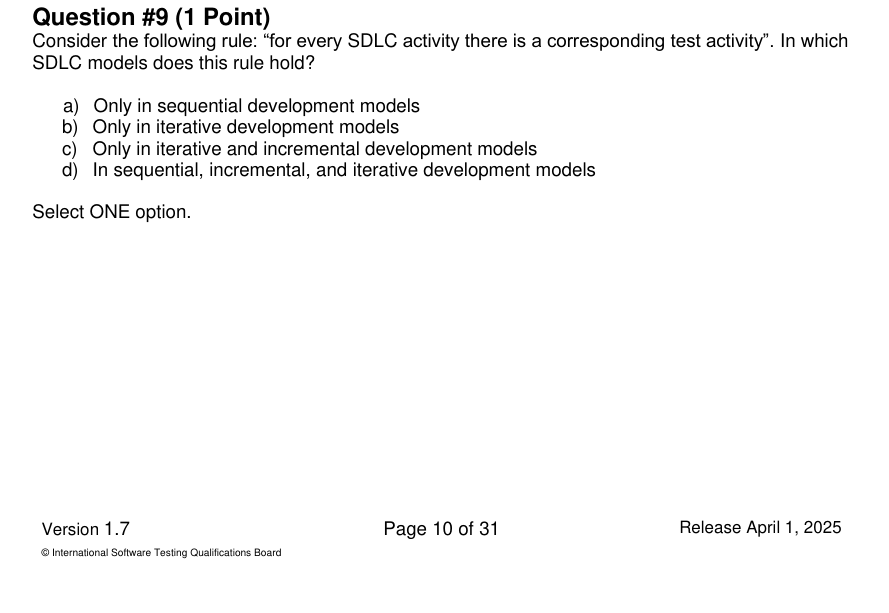 Question #9 (1 Point)
Consider the following rule: “for every SDLC activity there is a corresponding test activity”. In which
SDLC models does this rule hold?
a) Only in sequential development models
b) Only in iterative development models
c) Only in iterative and incremental development models
d) In sequential, incremental, and iterative development models
Select ONE option.
Version 1.7 Page 10 of 31 Release April 1, 2025
© International Software Testing Qualifications Board